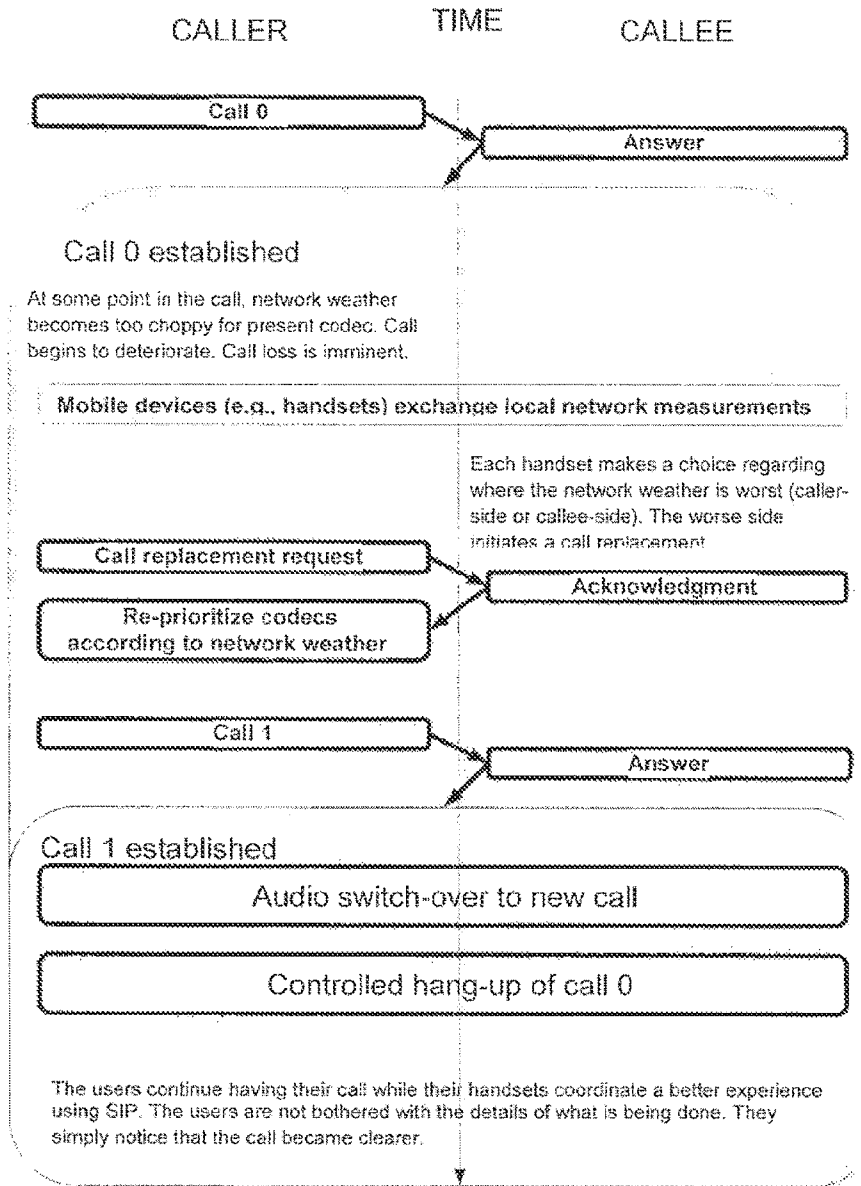 CALLER TIME CALLEE
Call 0
Answer
Call 0 established
At some point in the call, network weather
becomes too choppy for present codec. Call
begins to deteriorate. Call loss is imminent.
Mobile devices (e.g., handsets) exchange local network measurements
Each handset makes a choice regarding
where the network weather is worst (caller-
side or callee-side). The worse side
initiates a call replacement
Call replacement request
Acknowledgment
Re-prioritize codecs
according to network weather
Call 1
Answer
Call 1 established
Audio switch-over to new call
Controlled hang-up of call 0
The users continue having their call while their handsets coordinate a better experience
using SIP. The users are not bothered with the details of what is being done. They
simply notice that the call became clearer.